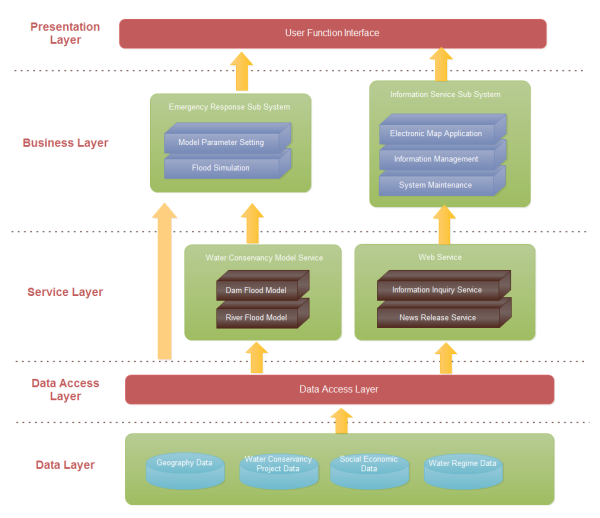 Presentation
Layer
User Function Interface
Emergency Response Sub System
Information Service Sub System
Business Layer
Model Parameter Setting
Flood Simulation
Electronic Map Application
Information Management
System Maintenance
Service Layer
Water Conservancy Model Service
Web Service
Dam Flood Model
River Flood Model
Information Inquiry Service
News Release Service
Data Access
Layer
Data Access Layer
Data Layer
Geography Data
Water Conservancy
Project Data
Social Economic
Data
Water Regime Data